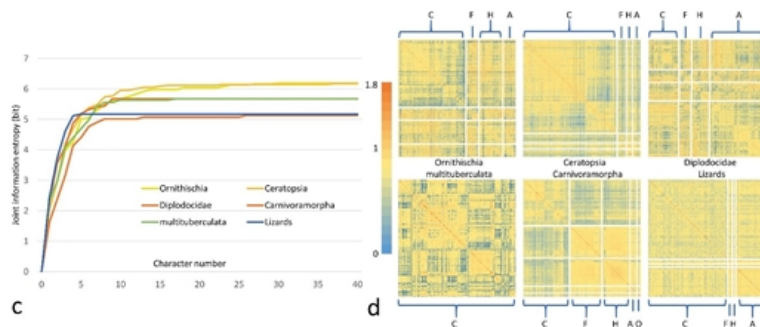 C F H A C F H A C F H A
7
6
5
4
3
2
1
0
Joint information entropy (bit)
Ornithischia Ceratopsia
Diplodocidae Carnivoramorpha
multituberculata Lizards
Character number
0 5 10 15 20 25 30 35 40
c
1.8
1
0
Ornithischia Ceratopsia Diplodocidae
multituberculata Carnivoramorpha Lizards
d
C C F H A O C F H A